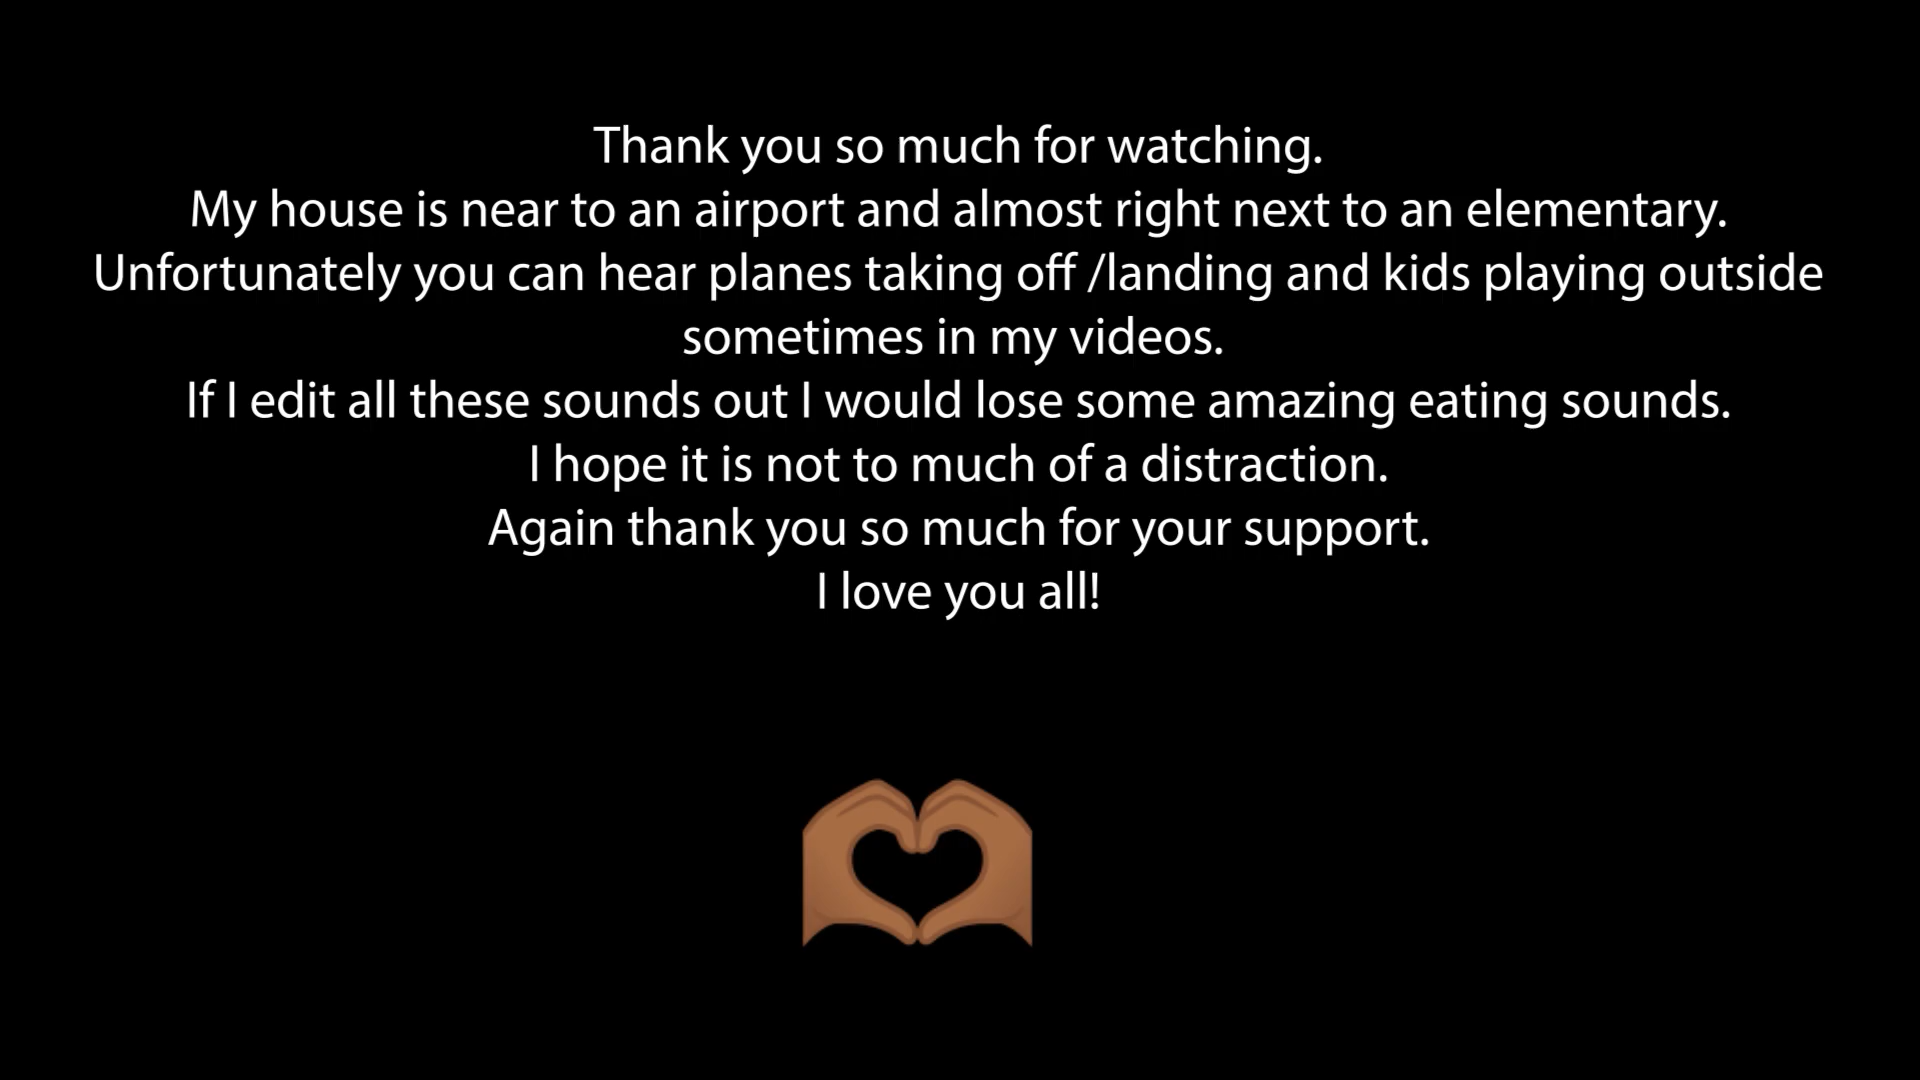 Thank you so much for watching.
My house is near to an airport and almost right next to an elementary.
Unfortunately you can hear planes taking off /landing and kids playing outside
sometimes in my videos.
If I edit all these sounds out I would lose some amazing eating sounds.
I hope it is not to much of a distraction.
Again thank you so much for your support.
I love you all!